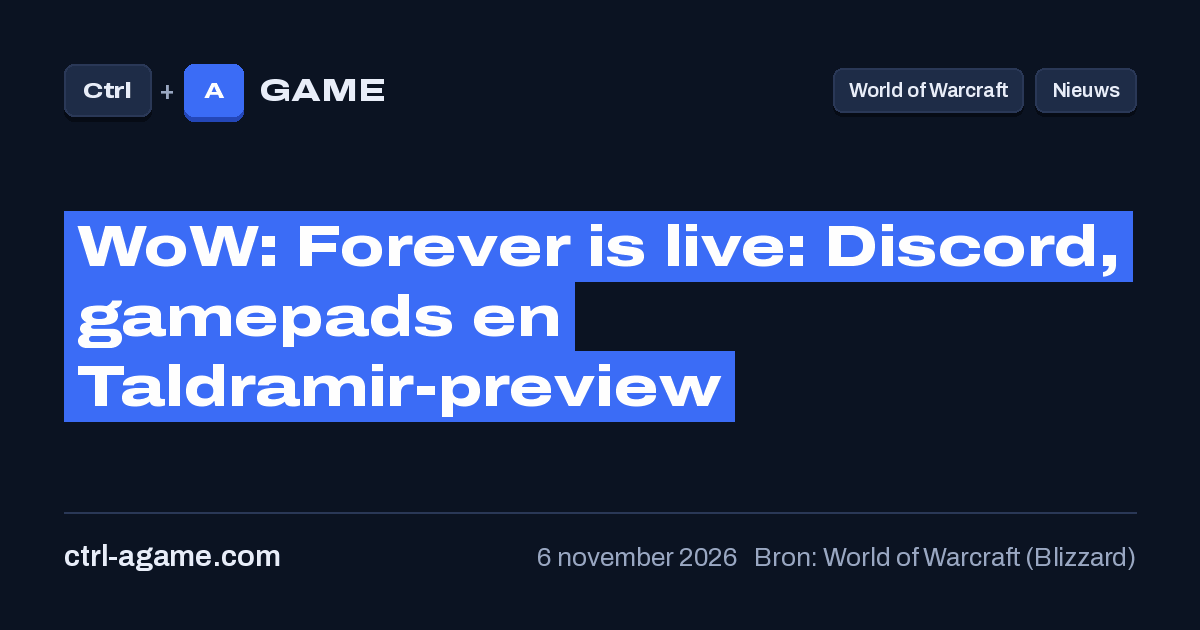 Ctrl + A GAME
World of Warcraft Nieuws
WoW: Forever is live: Discord,
gamepads en
Taldramir-preview
ctrl-agame.com
6 november 2026 Bron: World of Warcraft (Blizzard)